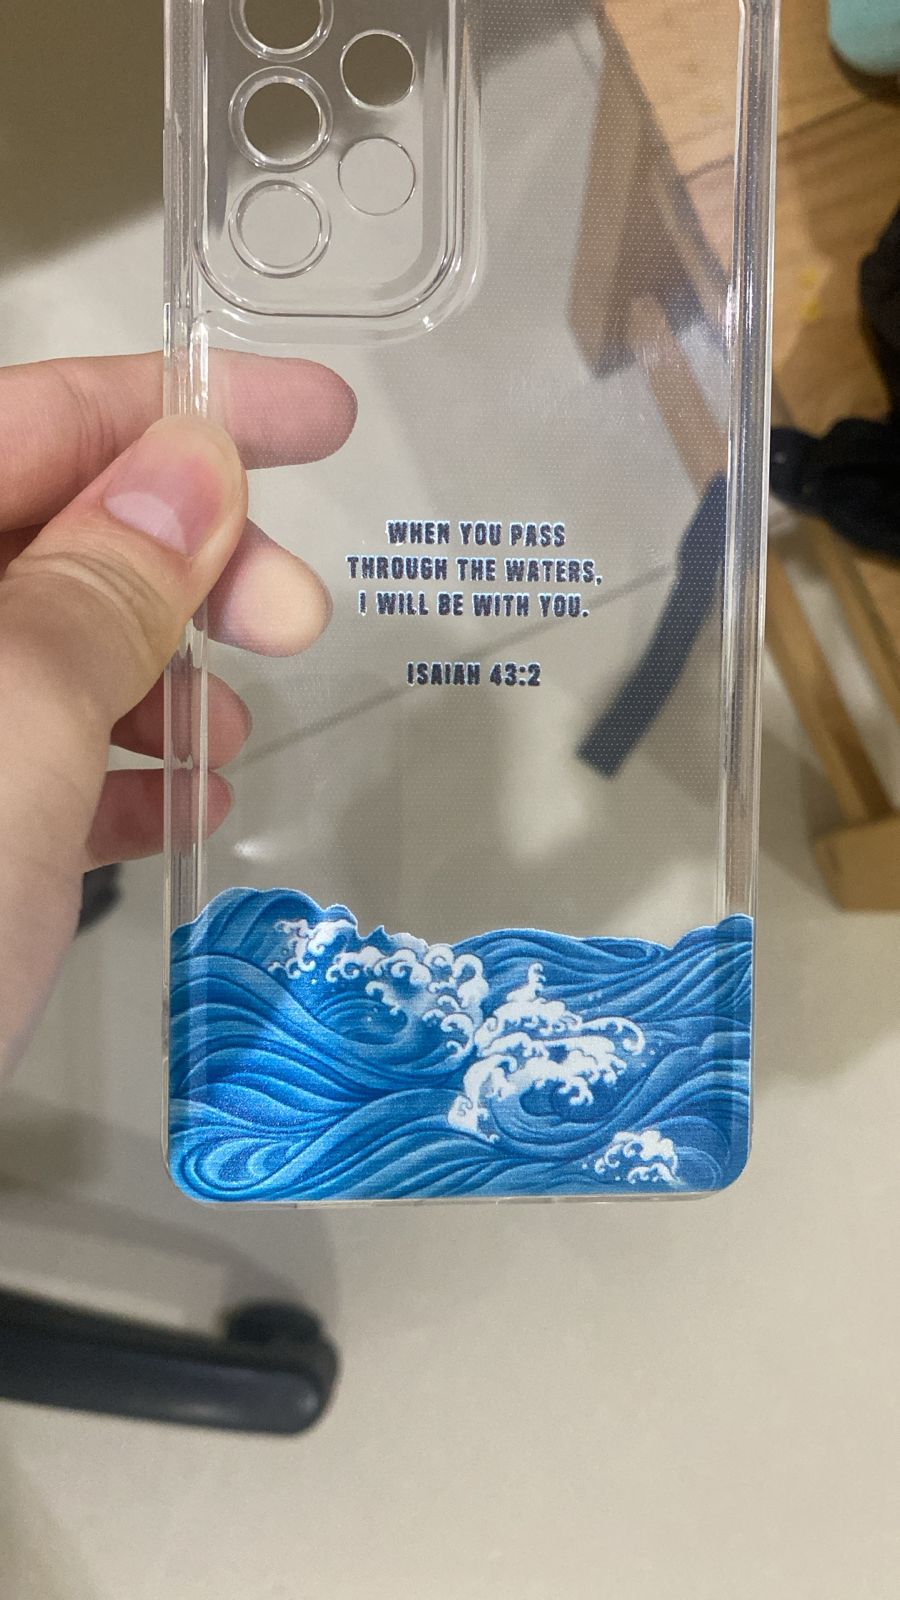 WHEN YOU PASS
THROUGH THE WATERS,
I WILL BE WITH YOU.
ISAIAH 43:2